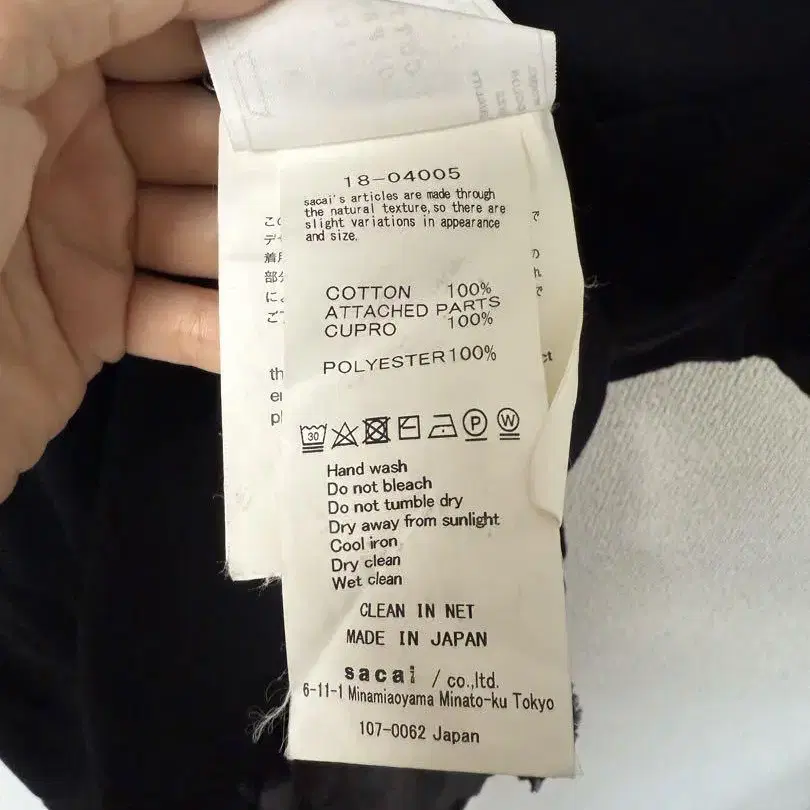 18-04005
sacai's articles are made through
the natural texture,so there are
slight variations in appearance
and size.
COTTON 100%
ATTACHED PARTS
CUPRO 100%
POLYESTER100%
30
P
W
Hand wash
Do not bleach
Do not tumble dry
Dry away from sunlight
Cool iron
Dry clean
Wet clean
CLEAN IN NET
MADE IN JAPAN
sacai / co.,ltd.
6-11-1 Minamiaoyama Minato-ku Tokyo
107-0062 Japan